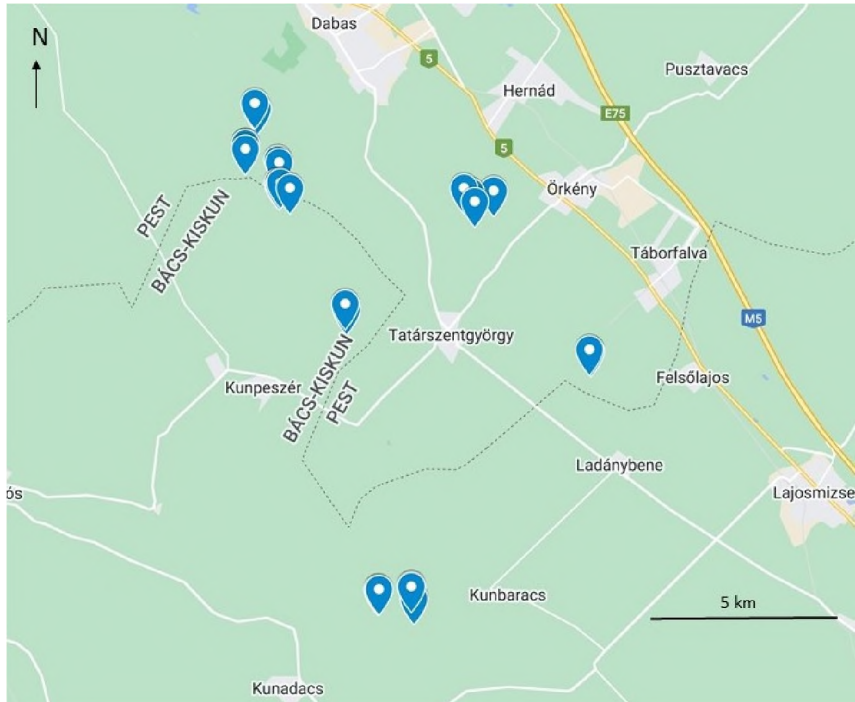 Dabas
N
5
Pusztavacs
Hernád
E75
5
Örkény
PEST
BÁCS-KISKUN
Táborfalva
M5
Tatárszentgyörgy
BÁCS-KISKUN
PEST
Kunpeszér
Felsőlajos
Ladánybene
ós
Lajosmizse
Kunbaracs
5 km
Kunadacs